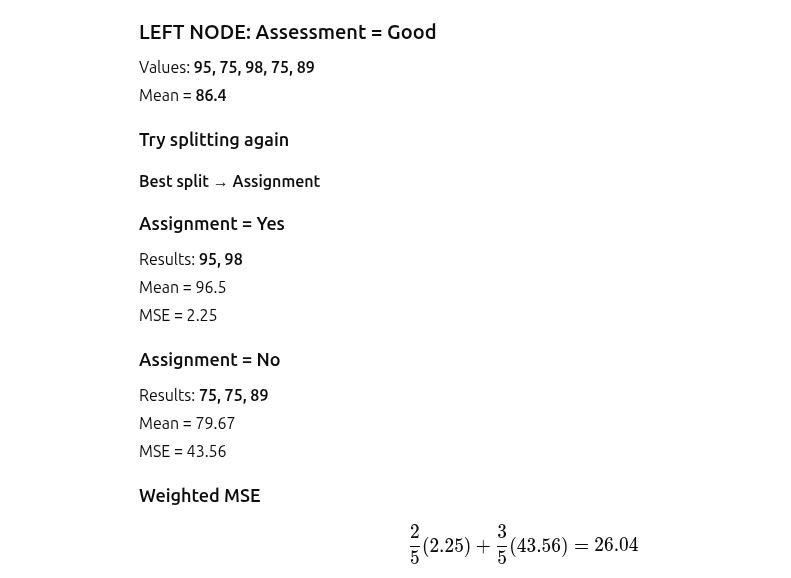 LEFT NODE: Assessment = Good
Values: 95, 75, 98, 75, 89
Mean = 86.4
Try splitting again
Best split → Assignment
Assignment = Yes
Results: 95, 98
Mean = 96.5
MSE = 2.25
Assignment = No
Results: 75, 75, 89
Mean = 79.67
MSE = 43.56
Weighted MSE
2/5(2.25) + 3/5(43.56) = 26.04